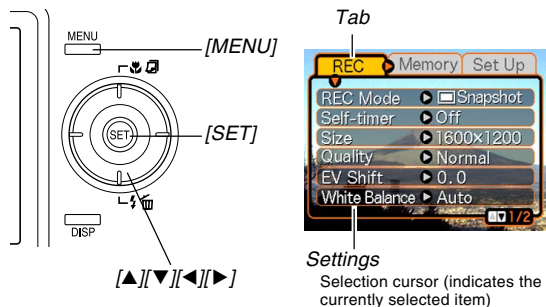 MENU
[MENU]
SET
[SET]
DISP
[▲][▼][◀][▶]
Tab
REC Memory Set Up
REC Mode Snapshot
Self-timer Off
Size 1600×1200
Quality Normal
EV Shift 0.0
White Balance Auto
1/2
Settings
Selection cursor (indicates the
currently selected item)